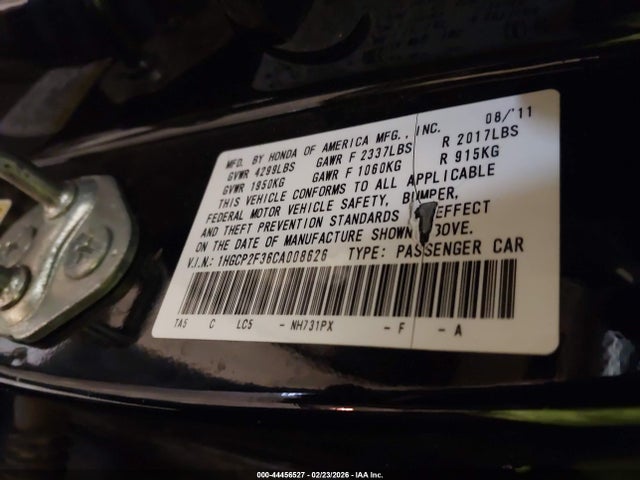 MFD. BY HONDA OF AMERICA MFG., INC. 08/'11
GVWR 4299LBS GAWR F 2337LBS R 2017LBS
GVWR 1950KG GAWR F 1060KG R 915KG
THIS VEHICLE CONFORMS TO ALL APPLICABLE
FEDERAL MOTOR VEHICLE SAFETY, BUMPER,
AND THEFT PREVENTION STANDARDS EFFECT
ON THE DATE OF MANUFACTURE SHOWN ABOVE.
V.I.N.: 1HGCP2F36CA008626 TYPE: PASSENGER CAR
TA5 C LC5 - NH731PX - F - A
000-44456527 - 02/23/2026 - IAA Inc.